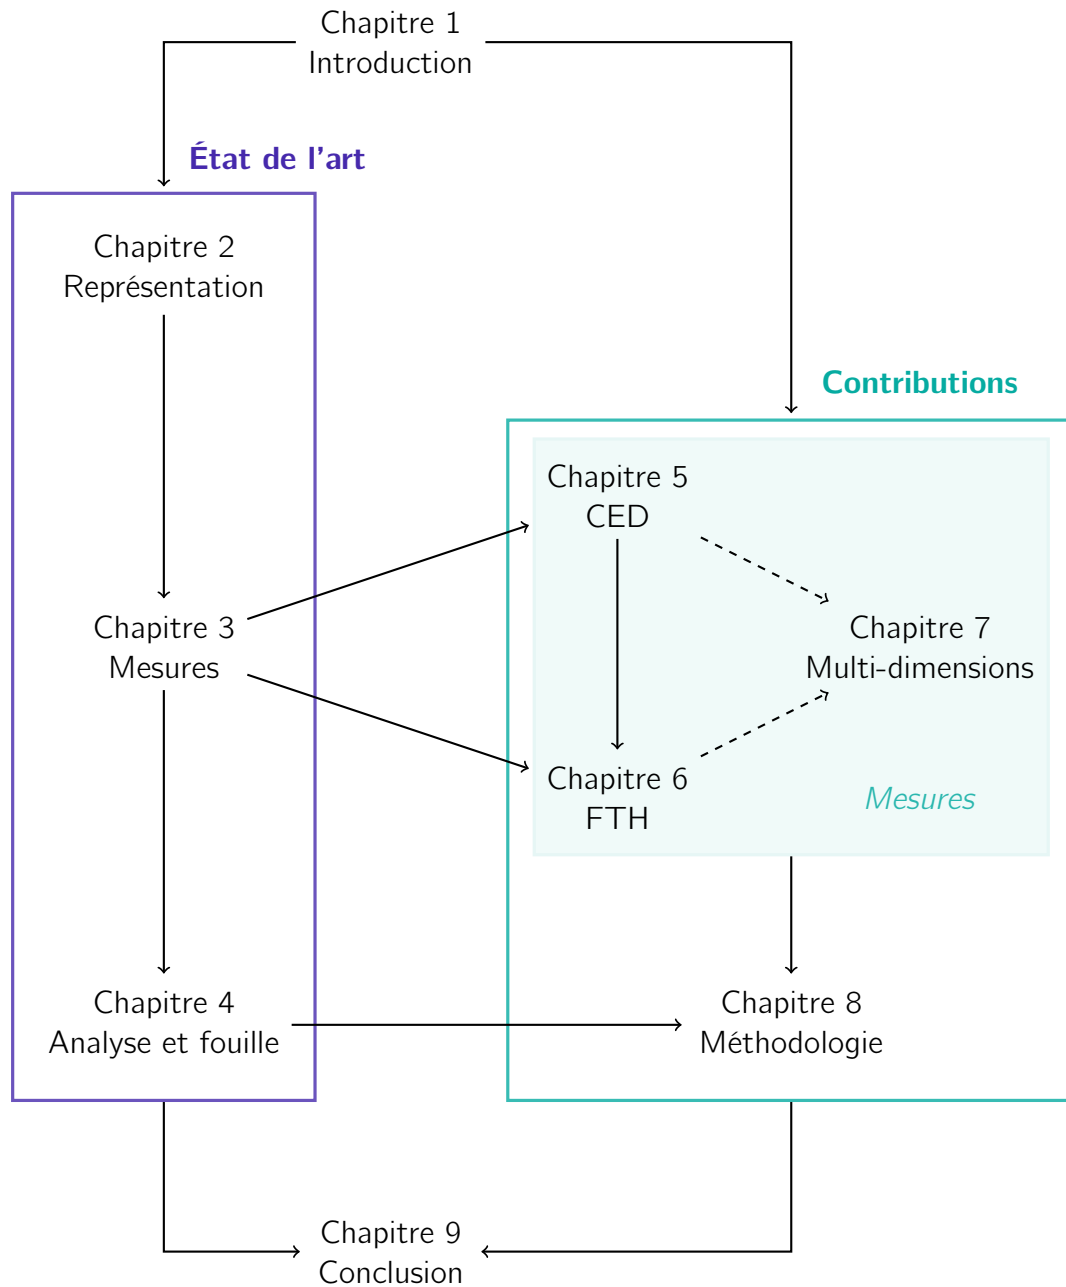 Chapitre 1
Introduction
État de l'art
Chapitre 2
Représentation
Contributions
Chapitre 5
CED
Chapitre 3
Mesures
Chapitre 7
Multi-dimensions
Chapitre 6
FTH
Mesures
Chapitre 4
Analyse et fouille
Chapitre 8
Méthodologie
Chapitre 9
Conclusion